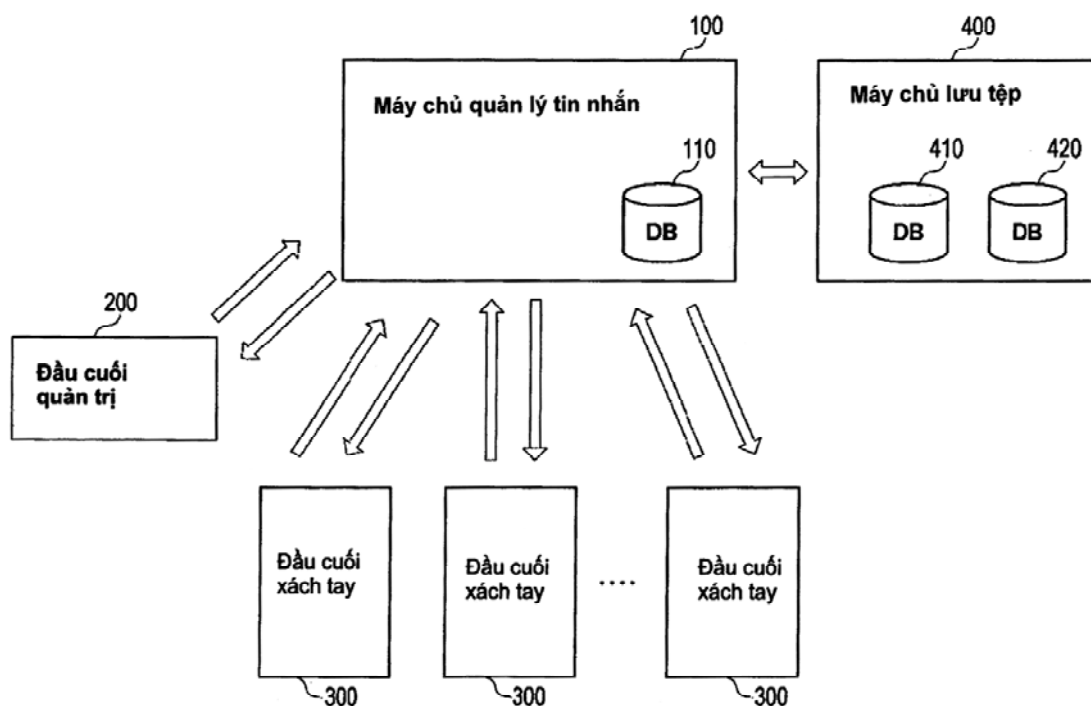 100
400
Máy chủ quản lý tin nhắn
Máy chủ lưu tệp
110
410
420
DB
DB
DB
200
Đầu cuối
quản trị
Đầu cuối
xách tay
Đầu cuối
xách tay
....
Đầu cuối
xách tay
300
300
300